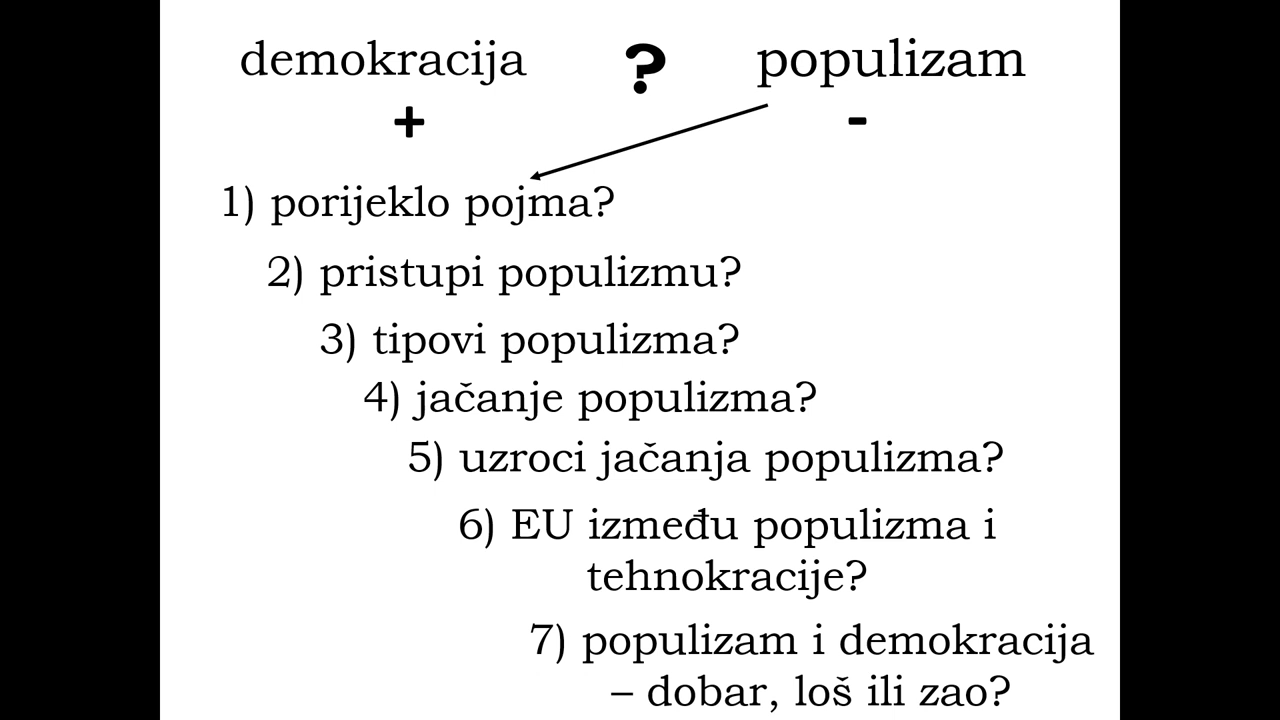 demokracija ? populizam
+ -
1) porijeklo pojma?
2) pristupi populizmu?
3) tipovi populizma?
4) jačanje populizma?
5) uzroci jačanja populizma?
6) EU između populizma i
tehnokracije?
7) populizam i demokracija
– dobar, loš ili zao?